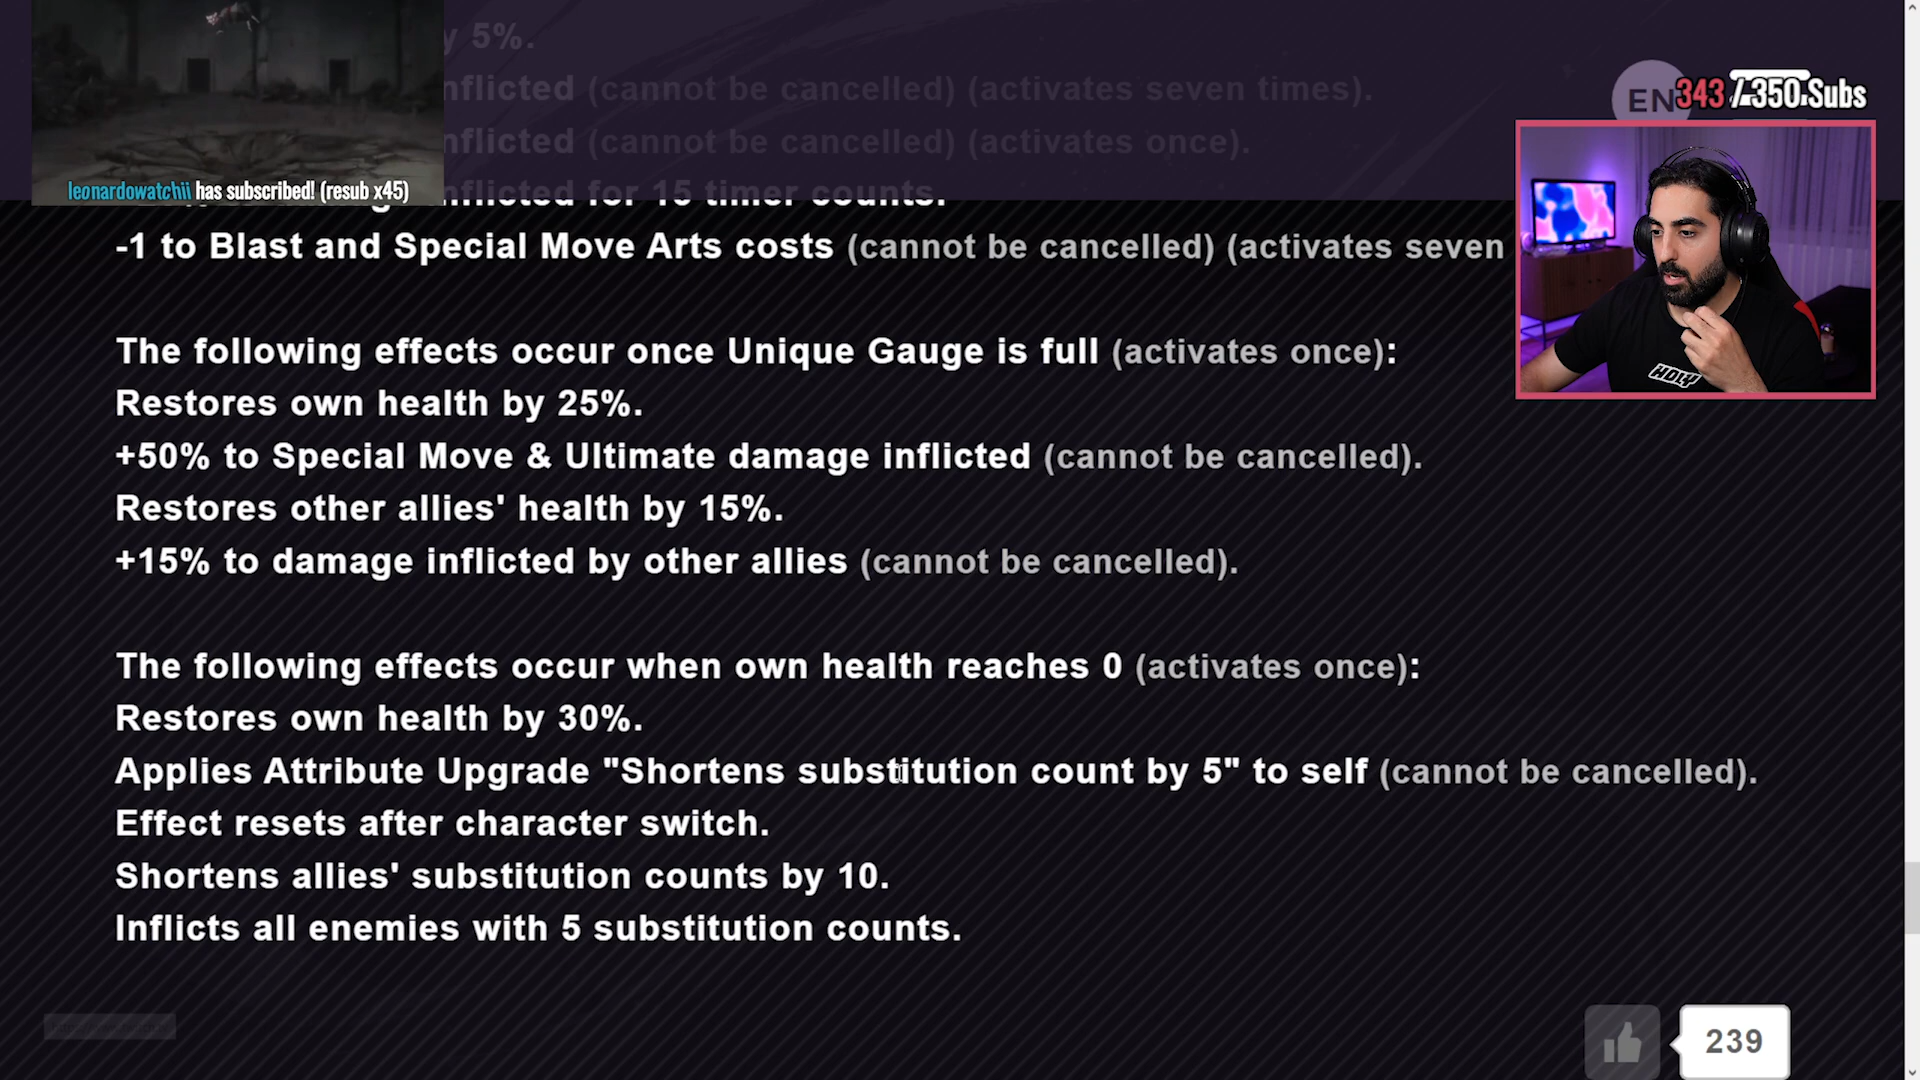 y 5%.
nflicted (cannot be cancelled) (activates seven times).
nflicted (cannot be cancelled) (activates once).
nflicted for 15 timer counts.
leonardowatchii has subscribed! (resub x45)
EN
343 / 350 Subs
-1 to Blast and Special Move Arts costs (cannot be cancelled) (activates seven
HOLY
The following effects occur once Unique Gauge is full (activates once):
Restores own health by 25%.
+50% to Special Move & Ultimate damage inflicted (cannot be cancelled).
Restores other allies' health by 15%.
+15% to damage inflicted by other allies (cannot be cancelled).
The following effects occur when own health reaches 0 (activates once):
Restores own health by 30%.
Applies Attribute Upgrade "Shortens substitution count by 5" to self (cannot be cancelled).
Effect resets after character switch.
Shortens allies' substitution counts by 10.
Inflicts all enemies with 5 substitution counts.
239